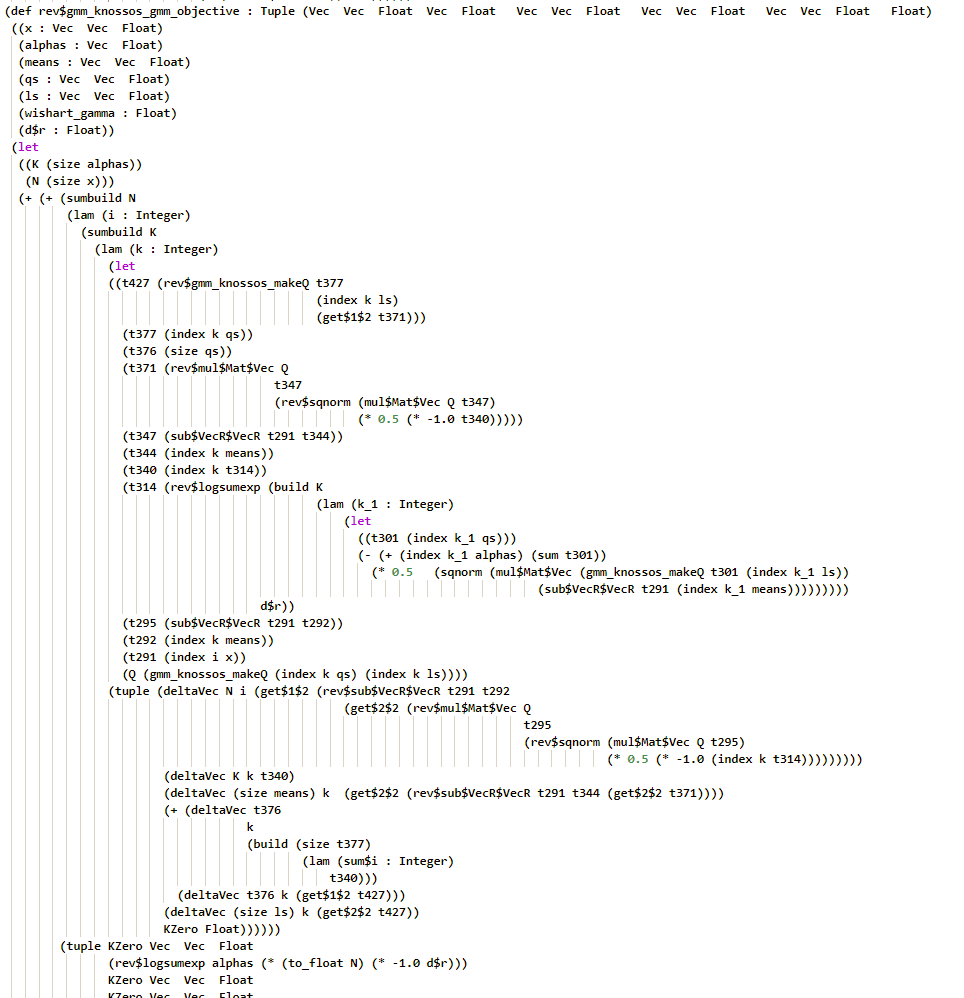 (def rev$gmm_knossos_gmm_objective : Tuple (Vec Vec Float Vec Float Vec Vec Float Vec Vec Float Vec Vec Float Float)
((x : Vec Vec Float)
(alphas : Vec Float)
(means : Vec Vec Float)
(qs : Vec Vec Float)
(ls : Vec Vec Float)
(wishart_gamma : Float)
(d$r : Float))
(let
((K (size alphas))
(N (size x)))
(+ (+ (sumbuild N
(lam (i : Integer)
(sumbuild K
(lam (k : Integer)
(let
((t427 (rev$gmm_knossos_makeQ t377
(index k ls)
(get$1$2 t371)))
(t377 (index k qs))
(t376 (size qs))
(t371 (rev$mul$Mat$Vec Q
t347
(rev$sqnorm (mul$Mat$Vec Q t347)
(* 0.5 (* -1.0 t340)))))
(t347 (sub$VecR$VecR t291 t344))
(t344 (index k means))
(t340 (index k t314))
(t314 (rev$logsumexp (build K
(lam (k_1 : Integer)
(let
((t301 (index k_1 qs)))
(- (+ (index k_1 alphas) (sum t301))
(* 0.5 (sqnorm (mul$Mat$Vec (gmm_knossos_makeQ t301 (index k_1 ls))
(sub$VecR$VecR t291 (index k_1 means)))))))))
d$r))
(t295 (sub$VecR$VecR t291 t292))
(t292 (index k means))
(t291 (index i x))
(Q (gmm_knossos_makeQ (index k qs) (index k ls))))
(tuple (deltaVec N i (get$1$2 (rev$sub$VecR$VecR t291 t292
(get$2$2 (rev$mul$Mat$Vec Q
t295
(rev$sqnorm (mul$Mat$Vec Q t295)
(* 0.5 (* -1.0 (index k t314)))))))))
(deltaVec K k t340)
(deltaVec (size means) k (get$2$2 (rev$sub$VecR$VecR t291 t344 (get$2$2 t371))))
(+ (deltaVec t376
k
(build (size t377)
(lam (sum$i : Integer)
t340)))
(deltaVec t376 k (get$1$2 t427)))
(deltaVec (size ls) k (get$2$2 t427))
KZero Float))))))
(tuple KZero Vec Vec Float
(rev$logsumexp alphas (* (to_float N) (* -1.0 d$r)))
KZero Vec Vec Float
KZero Vec Vec Float